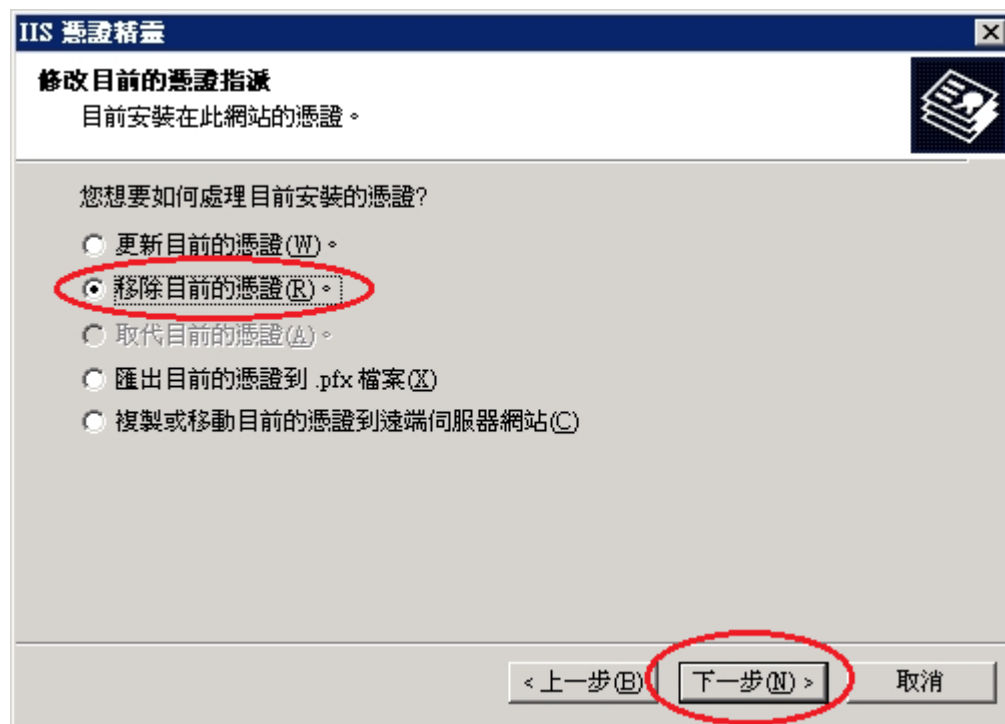 IIS 憑證精靈
修改目前的憑證指派
目前安裝在此網站的憑證。
您想要如何處理目前安裝的憑證?
更新目前的憑證(W)。
移除目前的憑證(R)。
取代目前的憑證(A)。
匯出目前的憑證到 .pfx 檔案(X)
複製或移動目前的憑證到遠端伺服器網站(C)
< 上一步(B) 下一步(N) > 取消